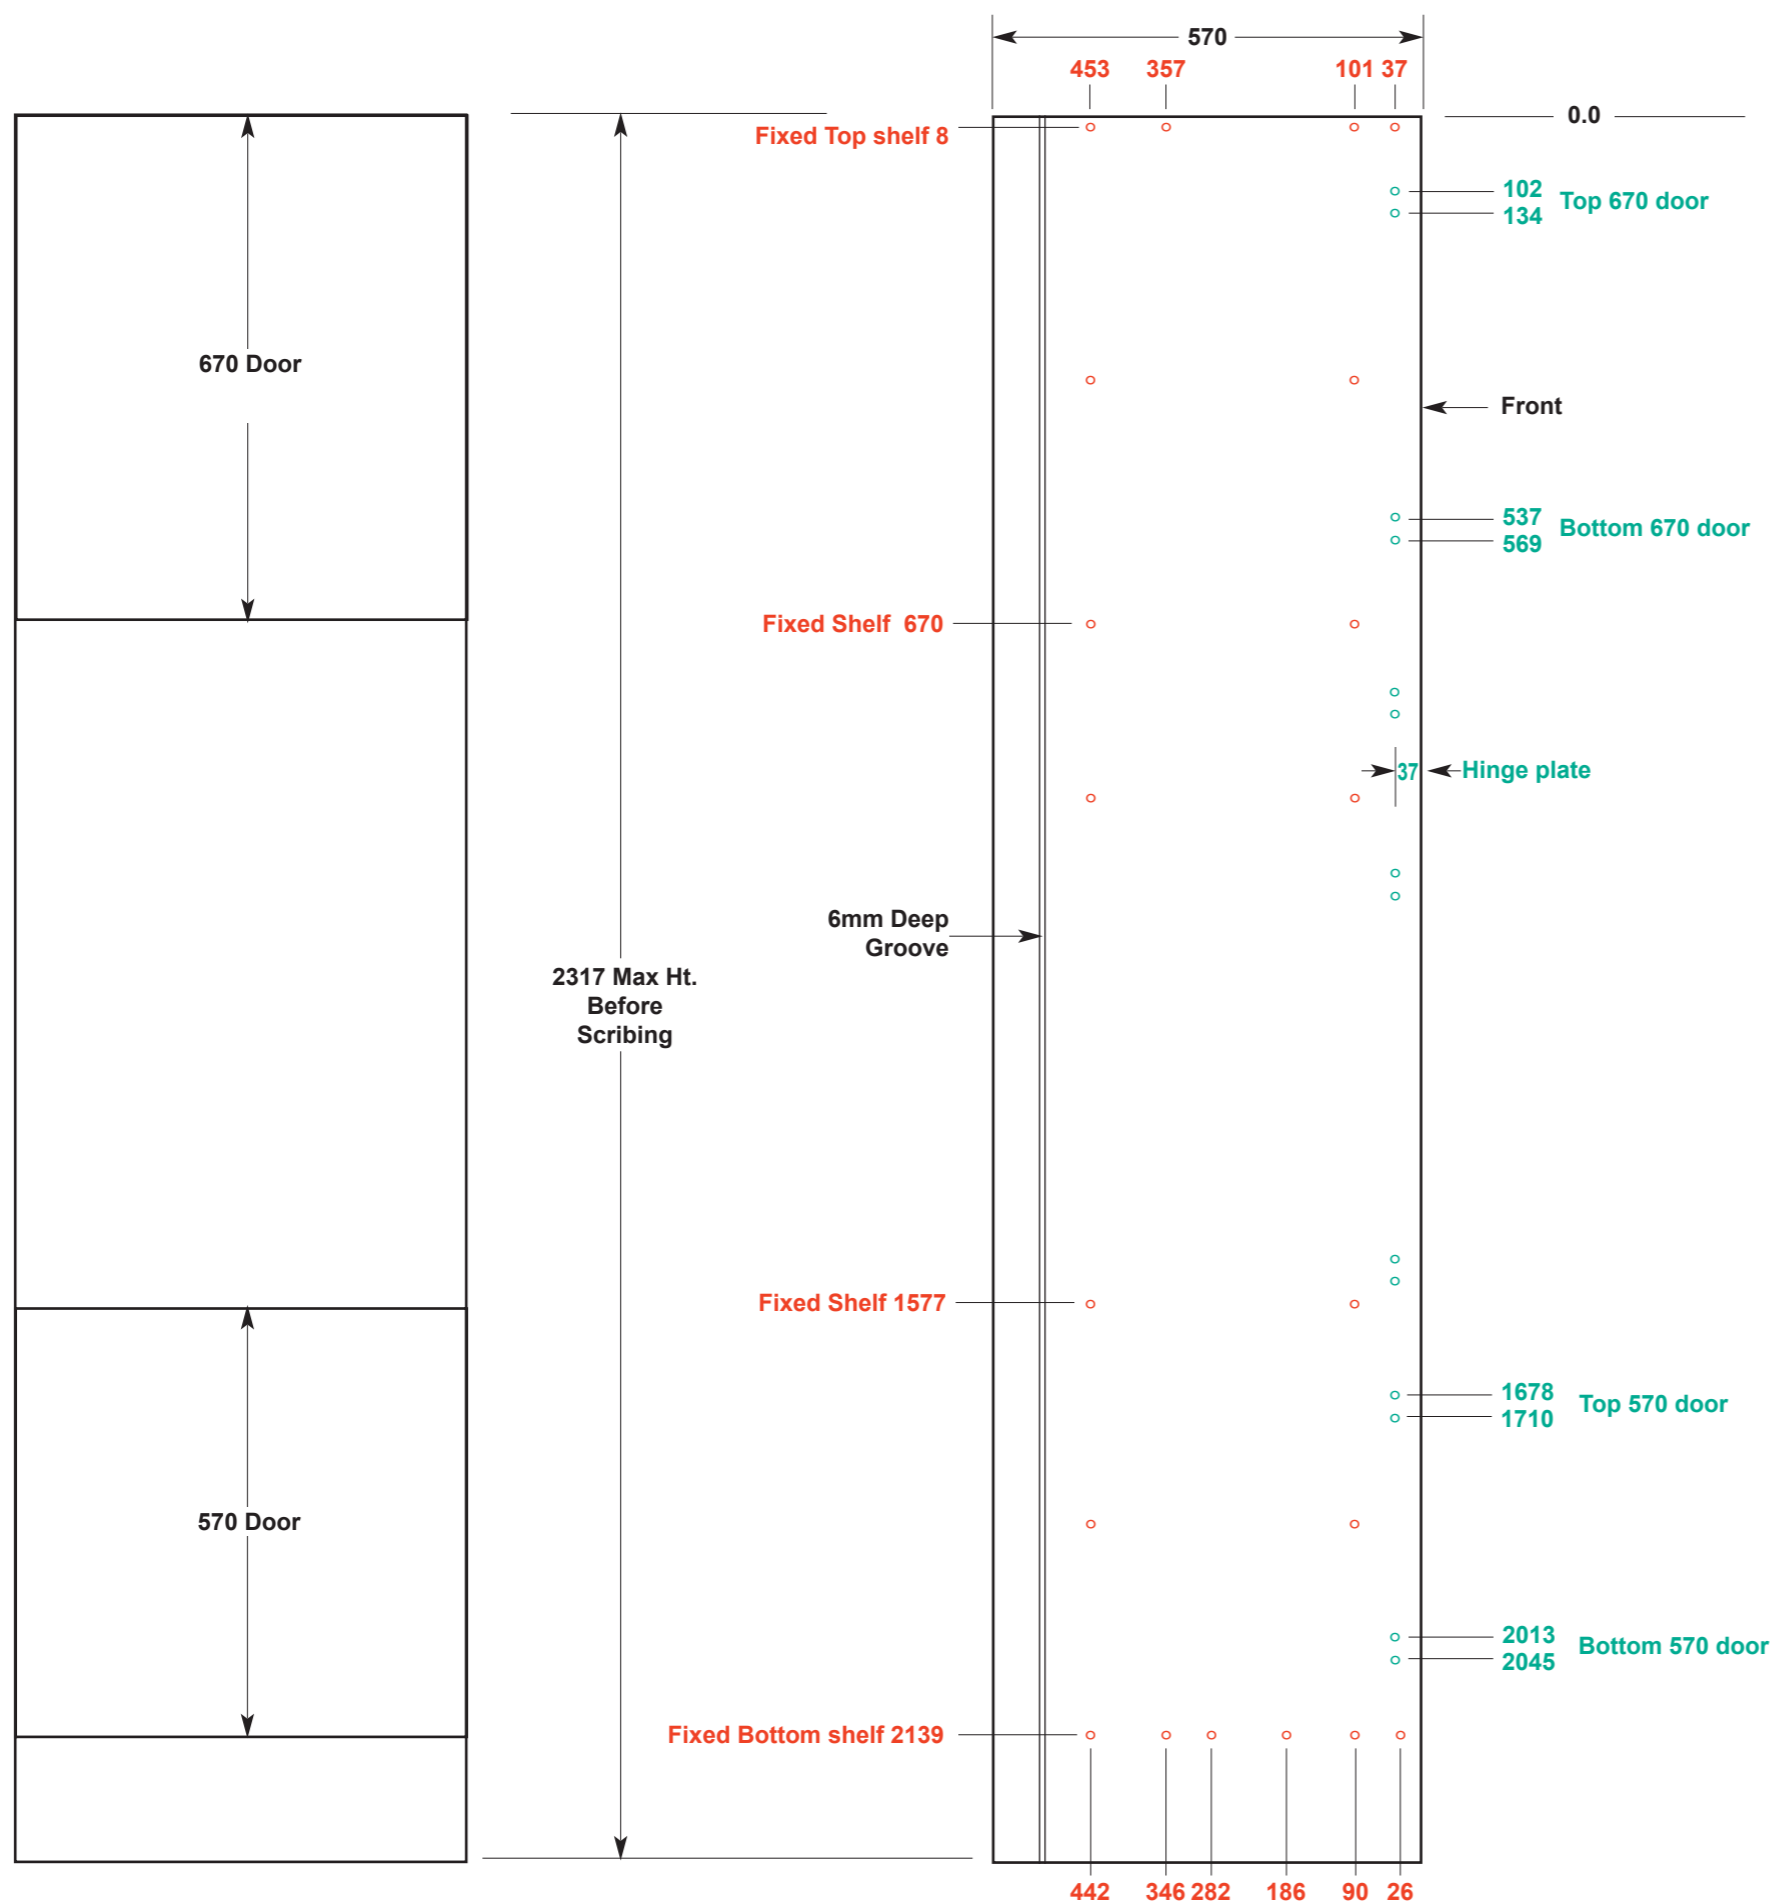 570
453 357 101 37
0.0
Fixed Top shelf 8
102
134
Top 670 door
670 Door
Front
537
569
Bottom 670 door
Fixed Shelf 670
37
Hinge plate
6mm Deep
Groove
2317 Max Ht.
Before
Scribing
Fixed Shelf 1577
1678
1710
Top 570 door
570 Door
2013
2045
Bottom 570 door
Fixed Bottom shelf 2139
442 346 282 186 90 26